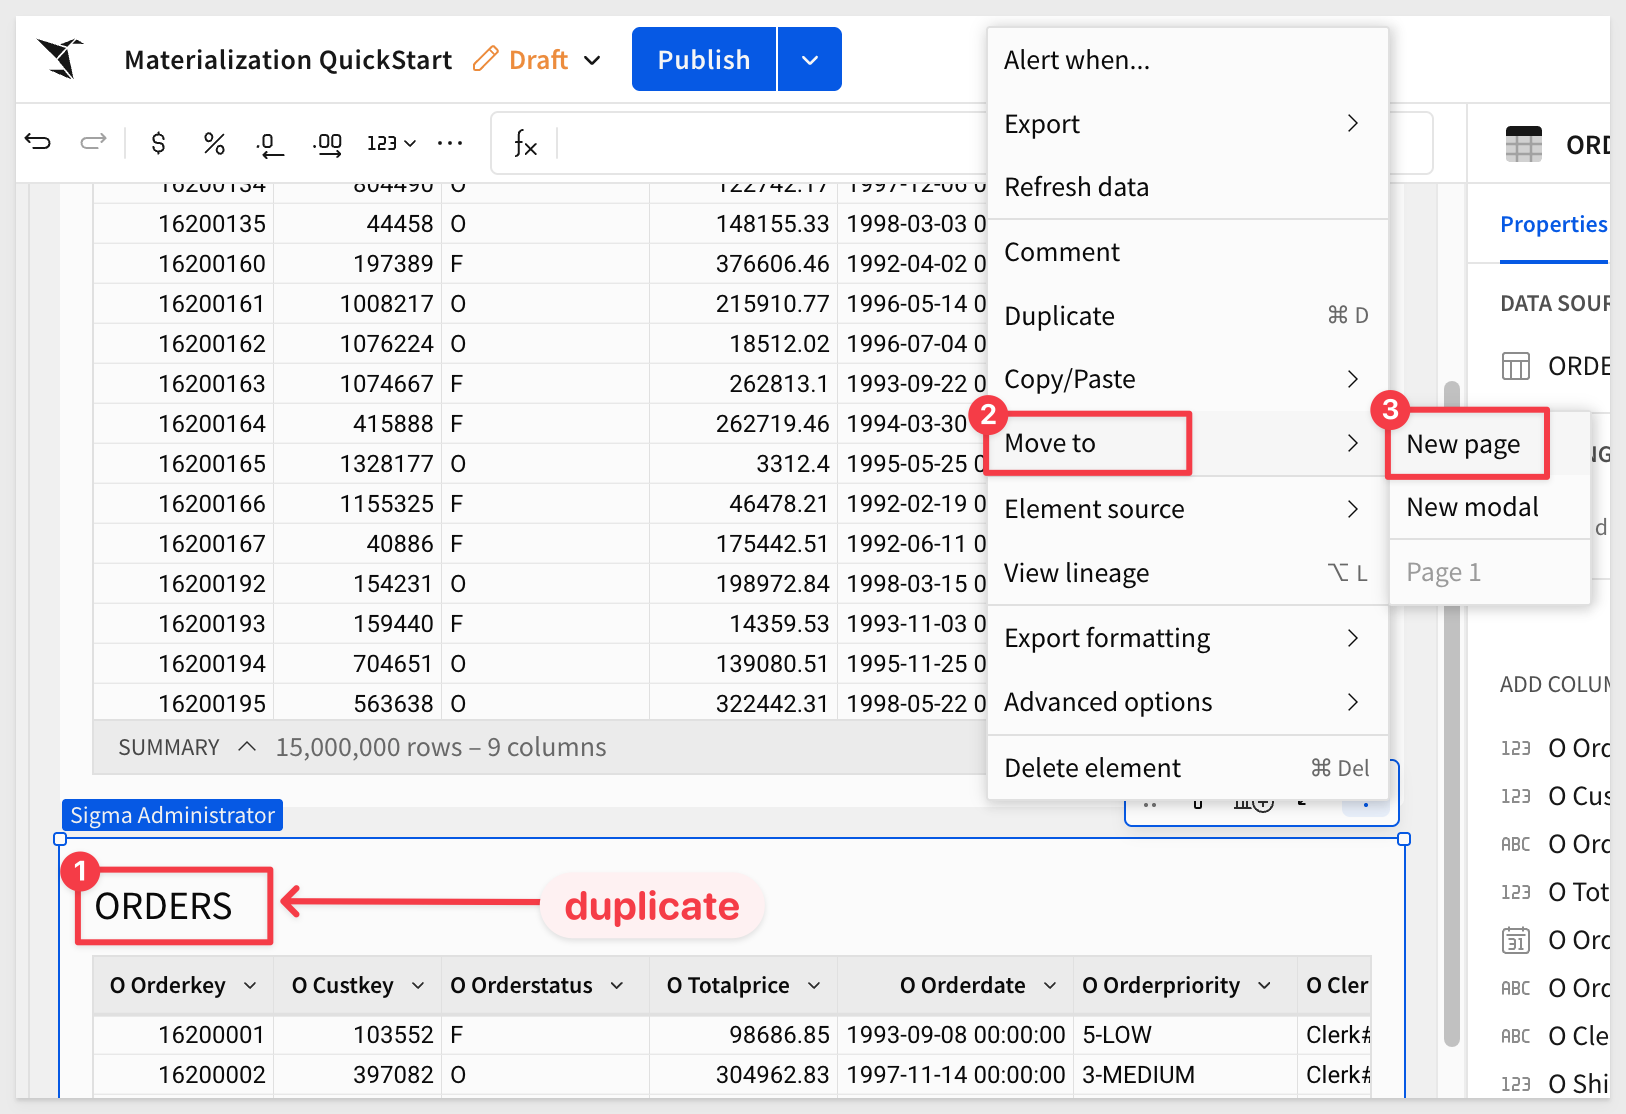 Materialization QuickStart Draft Publish
$ % .0 .00 123 ... fx
ORD
16200134 804490 O 122742.17 1997-12-06 0
16200135 44458 O 148155.33 1998-03-03 0
16200160 197389 F 376606.46 1992-04-02 0
16200161 1008217 O 215910.77 1996-05-14 0
16200162 1076224 O 18512.02 1996-07-04 0
16200163 1074667 F 262813.1 1993-09-22 0
16200164 415888 F 262719.46 1994-03-30
16200165 1328177 O 3312.4 1995-05-25 0
16200166 1155325 F 46478.21 1992-02-19 0
16200167 40886 F 175442.51 1992-06-11 0
16200192 154231 O 198972.84 1998-03-15 0
16200193 159440 F 14359.53 1993-11-03 0
16200194 704651 O 139080.51 1995-11-25 0
16200195 563638 O 322442.31 1998-05-22 0
SUMMARY 15,000,000 rows – 9 columns
Alert when...
Export
Refresh data
Comment
Duplicate ⌘ D
Copy/Paste
2
Move to
Element source
View lineage ⌥ L
Export formatting
Advanced options
Delete element ⌘ Del
3
New page
New modal
Page 1
Properties
DATA SOUR
ORDE
NG
d
ADD COLUM
123 O Ord
123 O Cus
ABC O Ord
123 O Tot
31 O Ord
ABC O Ord
ABC O Cle
123 O Shi
Sigma Administrator
1
ORDERS
duplicate
O Orderkey O Custkey O Orderstatus O Totalprice O Orderdate O Orderpriority O Cler
16200001 103552 F 98686.85 1993-09-08 00:00:00 5-LOW Clerk#
16200002 397082 O 304962.83 1997-11-14 00:00:00 3-MEDIUM Clerk#